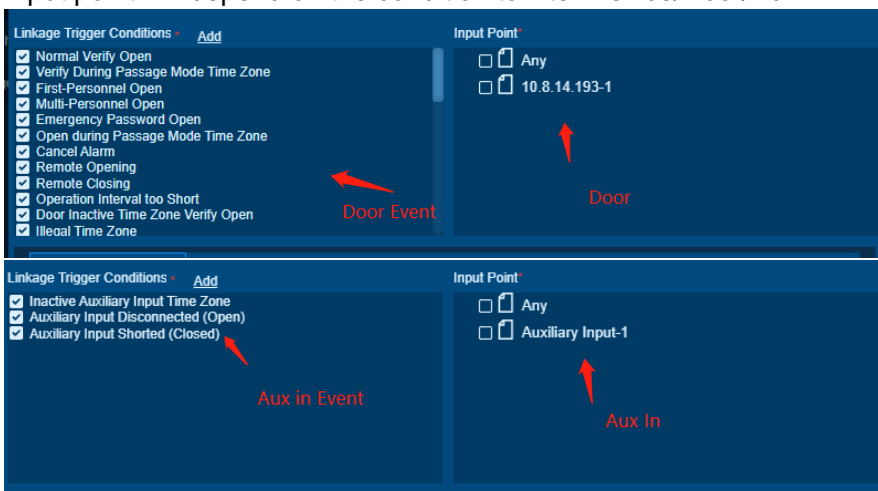 Linkage Trigger Conditions * Add
Input Point*
Normal Verify Open
Verify During Passage Mode Time Zone
First-Personnel Open
Multi-Personnel Open
Emergency Password Open
Open during Passage Mode Time Zone
Cancel Alarm
Remote Opening
Remote Closing
Operation Interval too Short
Door Inactive Time Zone Verify Open
Illegal Time Zone
Door Event
Any
10.8.14.193-1
Door
Linkage Trigger Conditions * Add
Input Point*
Inactive Auxiliary Input Time Zone
Auxiliary Input Disconnected (Open)
Auxiliary Input Shorted (Closed)
Aux in Event
Any
Auxiliary Input-1
Aux In